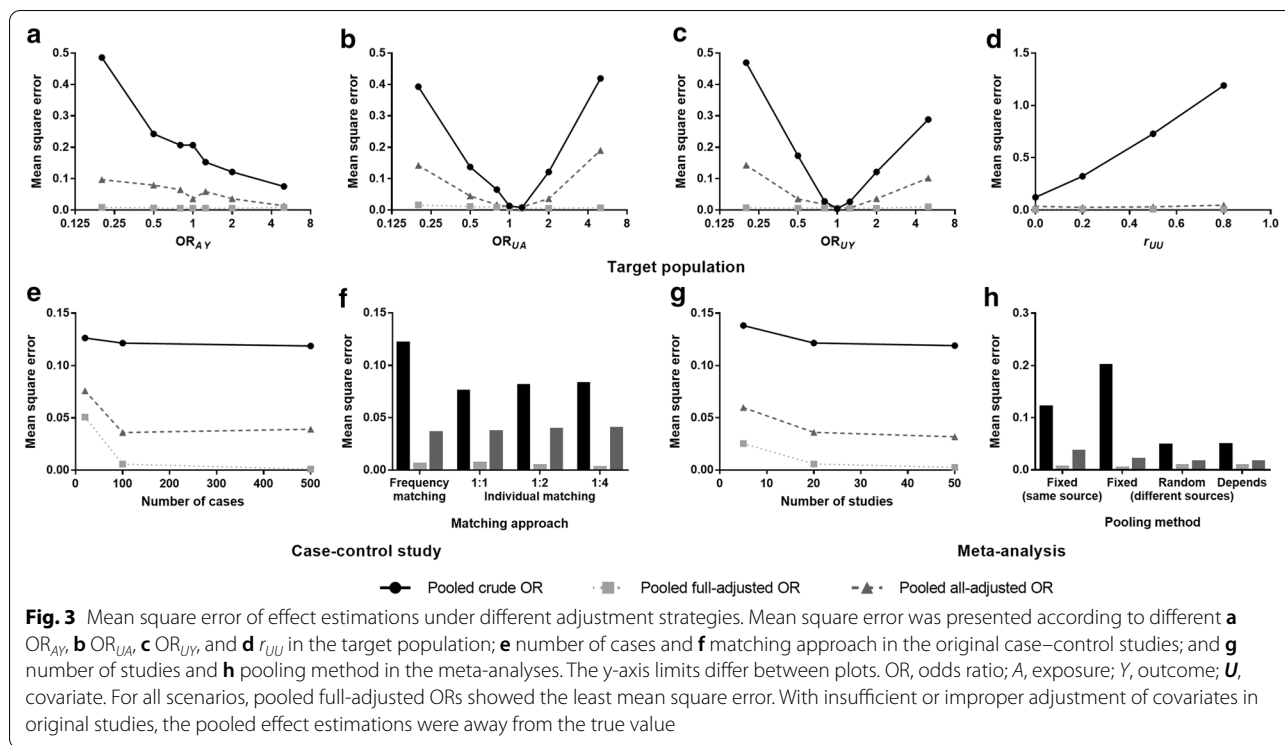 a b c d
Mean square error
0.5
0.4
0.3
0.2
0.1
0.0
0.125 0.25 0.5 1 2 4 8
OR_AY
Mean square error
0.5
0.4
0.3
0.2
0.1
0.0
0.125 0.25 0.5 1 2 4 8
OR_UA
Mean square error
0.5
0.4
0.3
0.2
0.1
0.0
0.125 0.25 0.5 1 2 4 8
OR_UY
Mean square error
1.5
1.0
0.5
0.0
0.0 0.2 0.4 0.6 0.8 1.0
r_UU
Target population
e f g h
Mean square error
0.15
0.10
0.05
0.00
0 100 200 300 400 500
Number of cases
Mean square error
0.15
0.10
0.05
0.00
Frequency 1:1 1:2 1:4
matching Individual matching
Matching approach
Mean square error
0.15
0.10
0.05
0.00
0 10 20 30 40 50
Number of studies
Mean square error
0.3
0.2
0.1
0.0
Fixed Fixed Random Depends
(same source) (different sources)
Pooling method
Case-control study Meta-analysis
Pooled crude OR Pooled full-adjusted OR Pooled all-adjusted OR
Fig. 3 Mean square error of effect estimations under different adjustment strategies. Mean square error was presented according to different a
OR_AY, b OR_UA, c OR_UY, and d r_UU in the target population; e number of cases and f matching approach in the original case–control studies; and g
number of studies and h pooling method in the meta-analyses. The y-axis limits differ between plots. OR, odds ratio; A, exposure; Y, outcome; U,
covariate. For all scenarios, pooled full-adjusted ORs showed the least mean square error. With insufficient or improper adjustment of covariates in
original studies, the pooled effect estimations were away from the true value